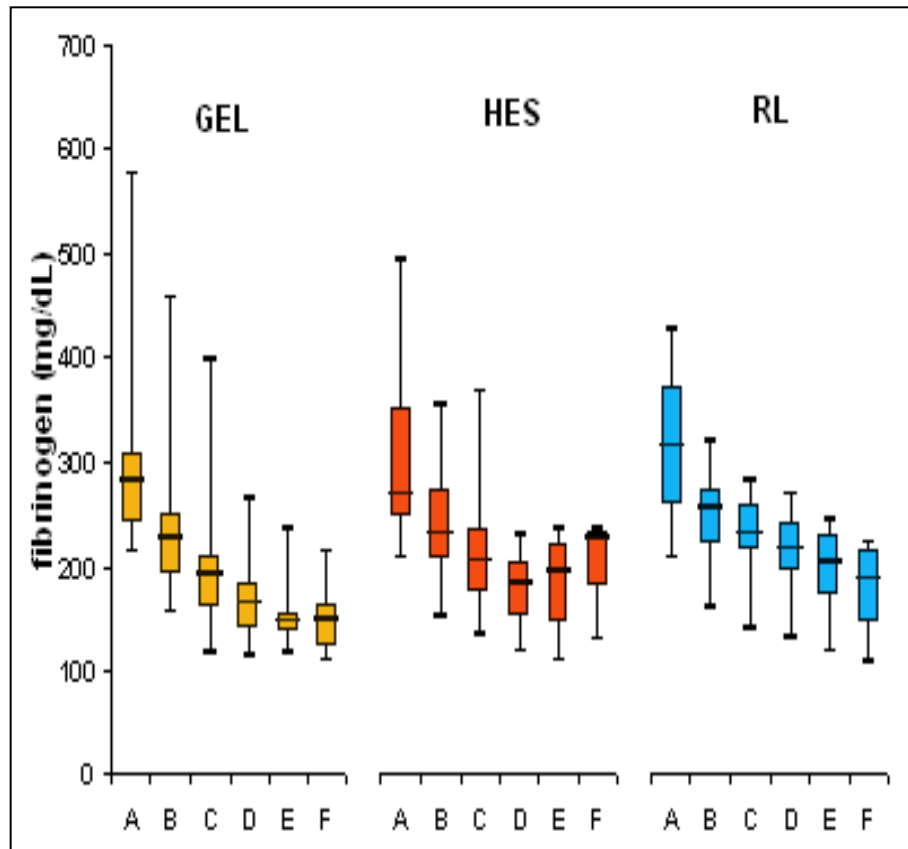 fibrinogen (mg/dL)
700
600
500
400
300
200
100
0
GEL
HES
RL
A B C D E F
A B C D E F
A B C D E F